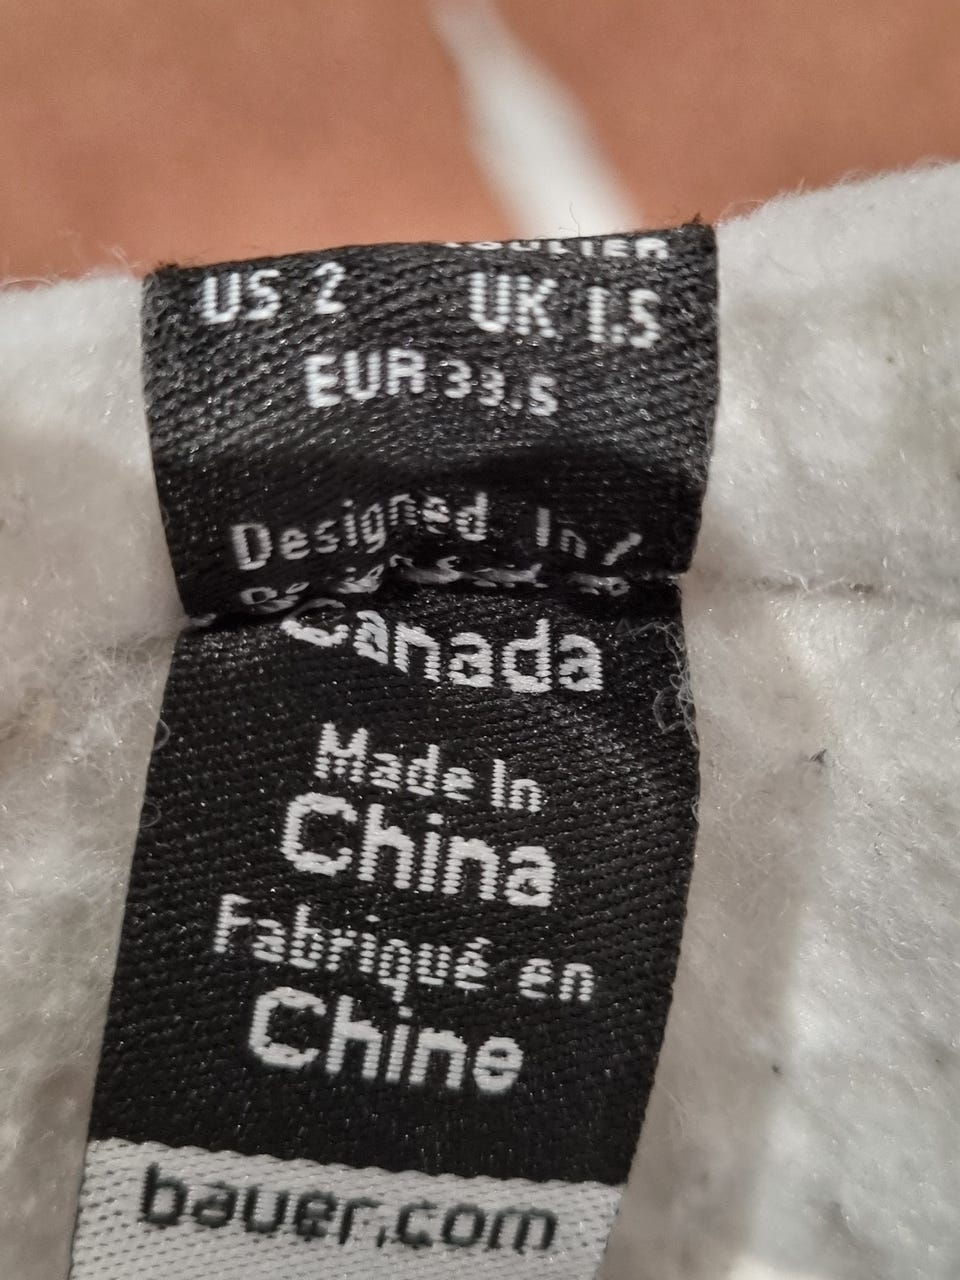 US 2 UK 1.5
EUR 33.5
Designed In /
Canada
Made In
China
Fabriqué en
Chine
bauer.com